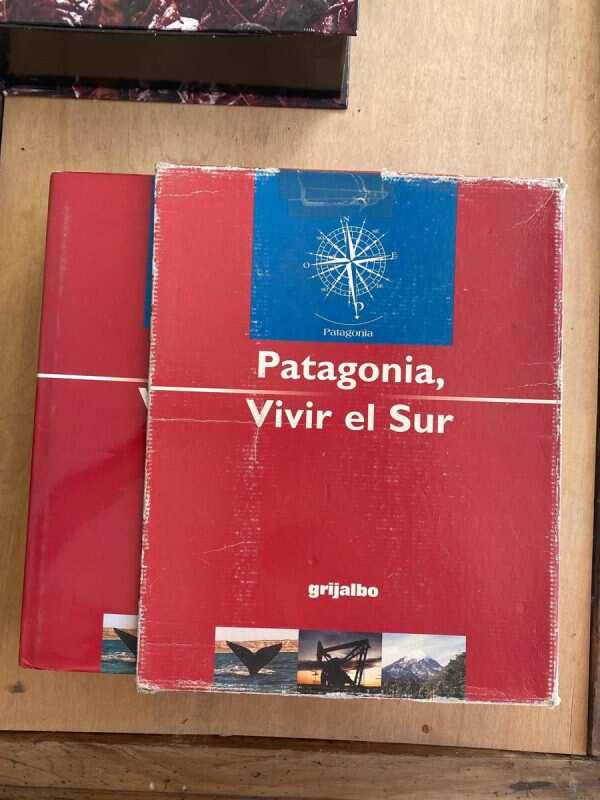 N
O
E
P
Patagonia
Patagonia,
Vivir el Sur
V
grijalbo